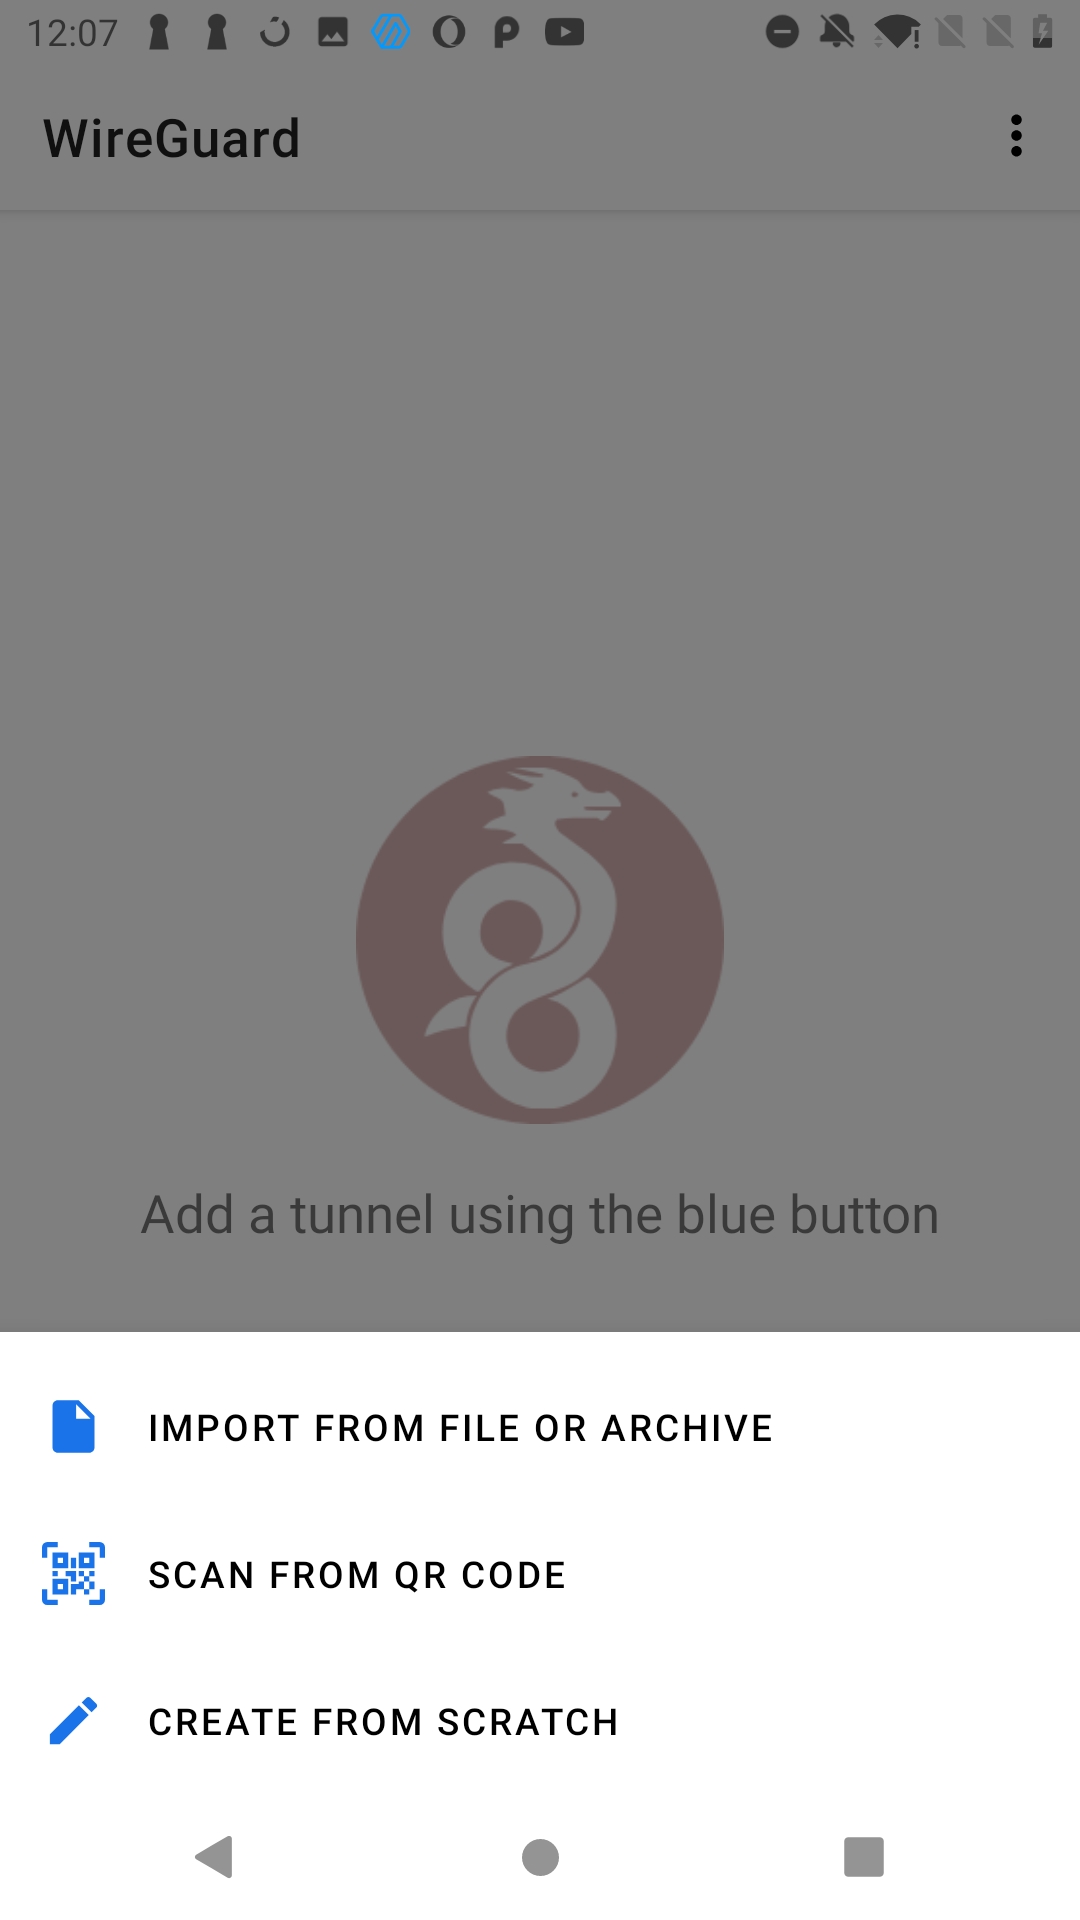 12:07
WireGuard
Add a tunnel using the blue button
IMPORT FROM FILE OR ARCHIVE
SCAN FROM QR CODE
CREATE FROM SCRATCH